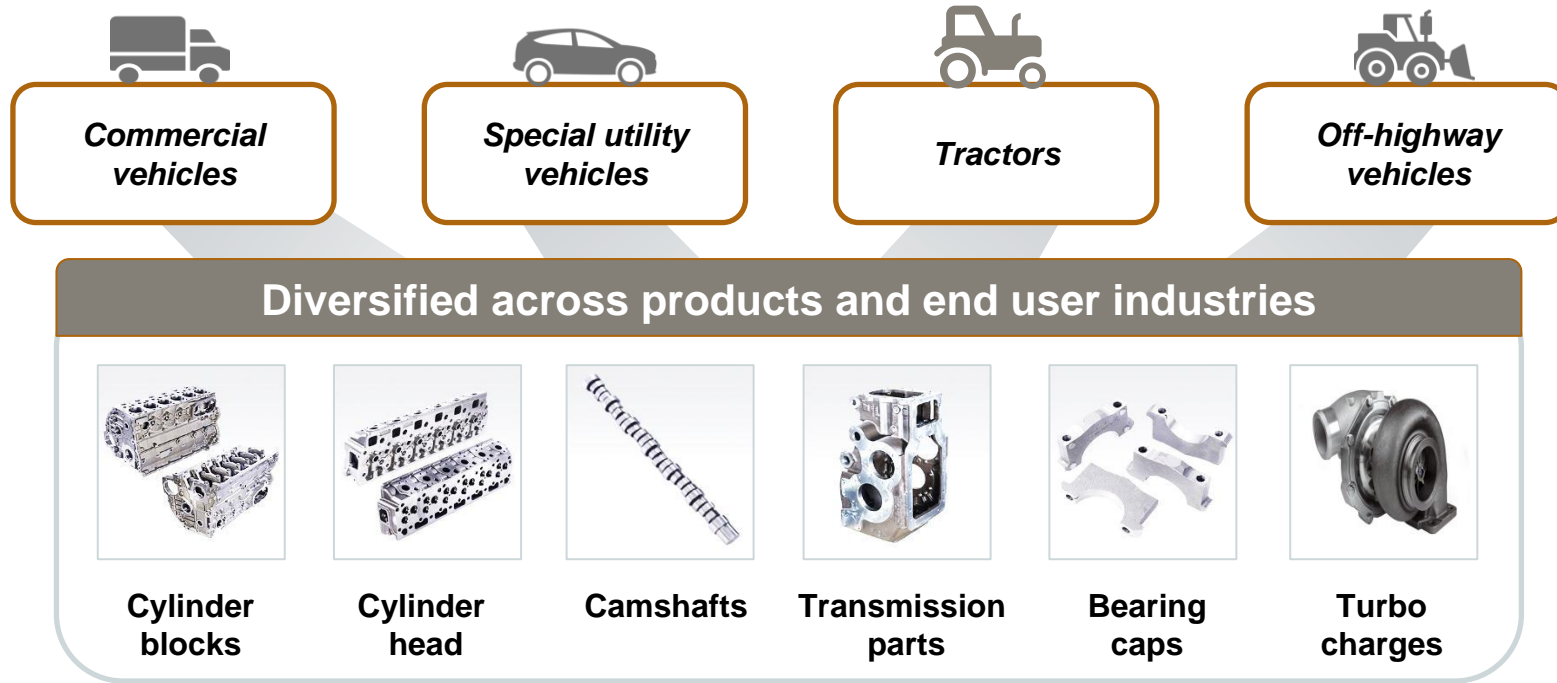 Commercial
vehicles
Special utility
vehicles
Tractors
Off-highway
vehicles
Diversified across products and end user industries
Cylinder
blocks
Cylinder
head
Camshafts
Transmission
parts
Bearing
caps
Turbo
charges